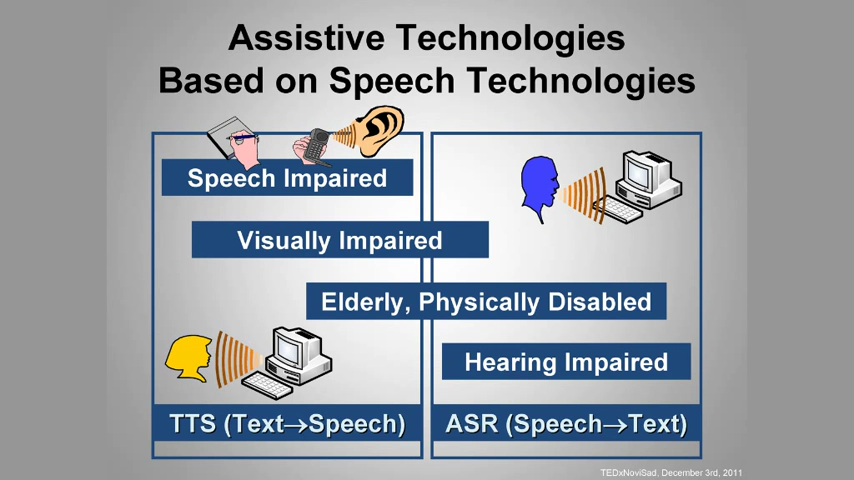 Assistive Technologies
Based on Speech Technologies
Speech Impaired
Visually Impaired
Elderly, Physically Disabled
Hearing Impaired
TTS (Text→Speech)
ASR (Speech→Text)
TEDxNoviSad, December 3rd, 2011